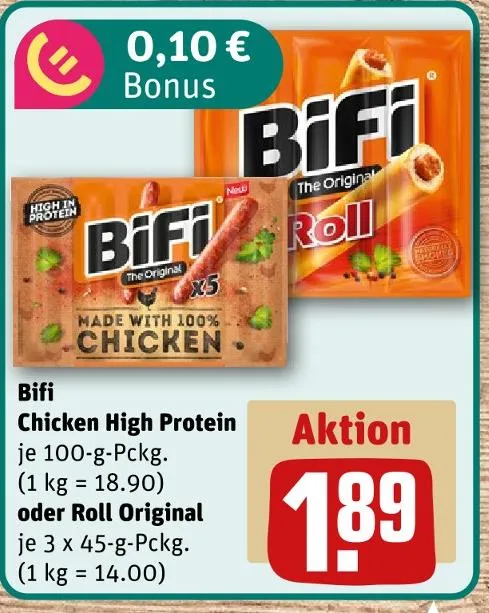 0,10 €
Bonus
BiFi
The Original
Roll
HIGH IN
PROTEIN
New
BiFi
The Original
x5
MADE WITH 100%
CHICKEN
Bifi
Chicken High Protein
je 100-g-Pckg.
(1 kg = 18.90)
oder Roll Original
je 3 x 45-g-Pckg.
(1 kg = 14.00)
Aktion
1.89